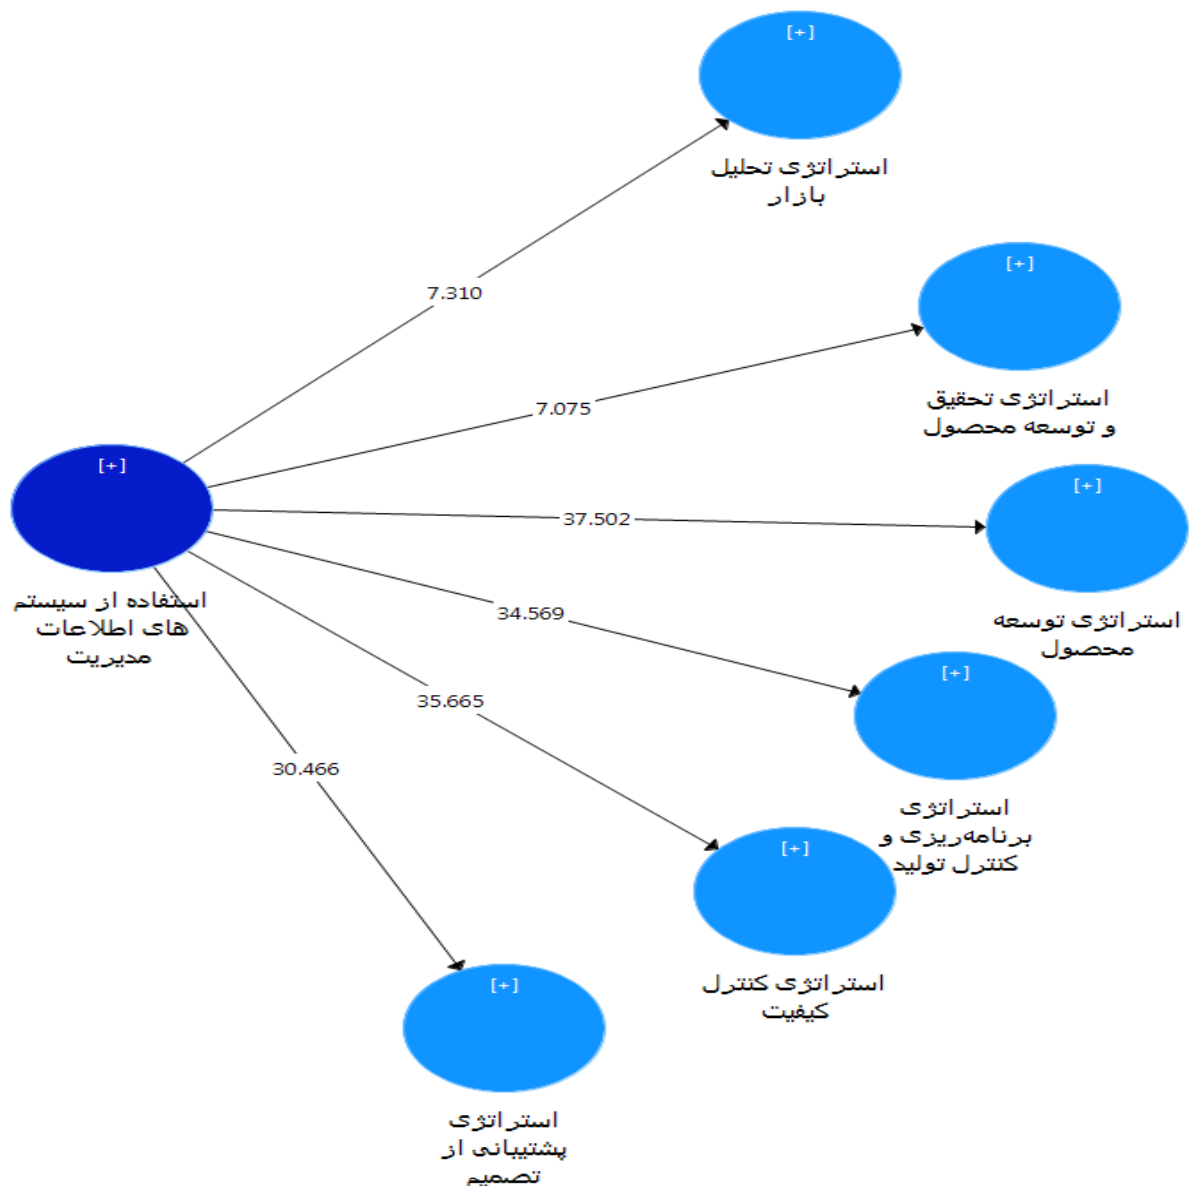 [+]
استراتژی تحلیل
بازار
7.310
[+]
استراتژی تحقیق
و توسعه محصول
7.075
[+]
استفاده از سیستم
های اطلاعات
مدیریت
[+]
استراتژی توسعه
محصول
37.502
34.569
[+]
استراتژی
برنامه‌ریزی و
کنترل تولید
35.665
[+]
استراتژی کنترل
کیفیت
30.466
[+]
استراتژی
پشتیبانی از
تصمیم